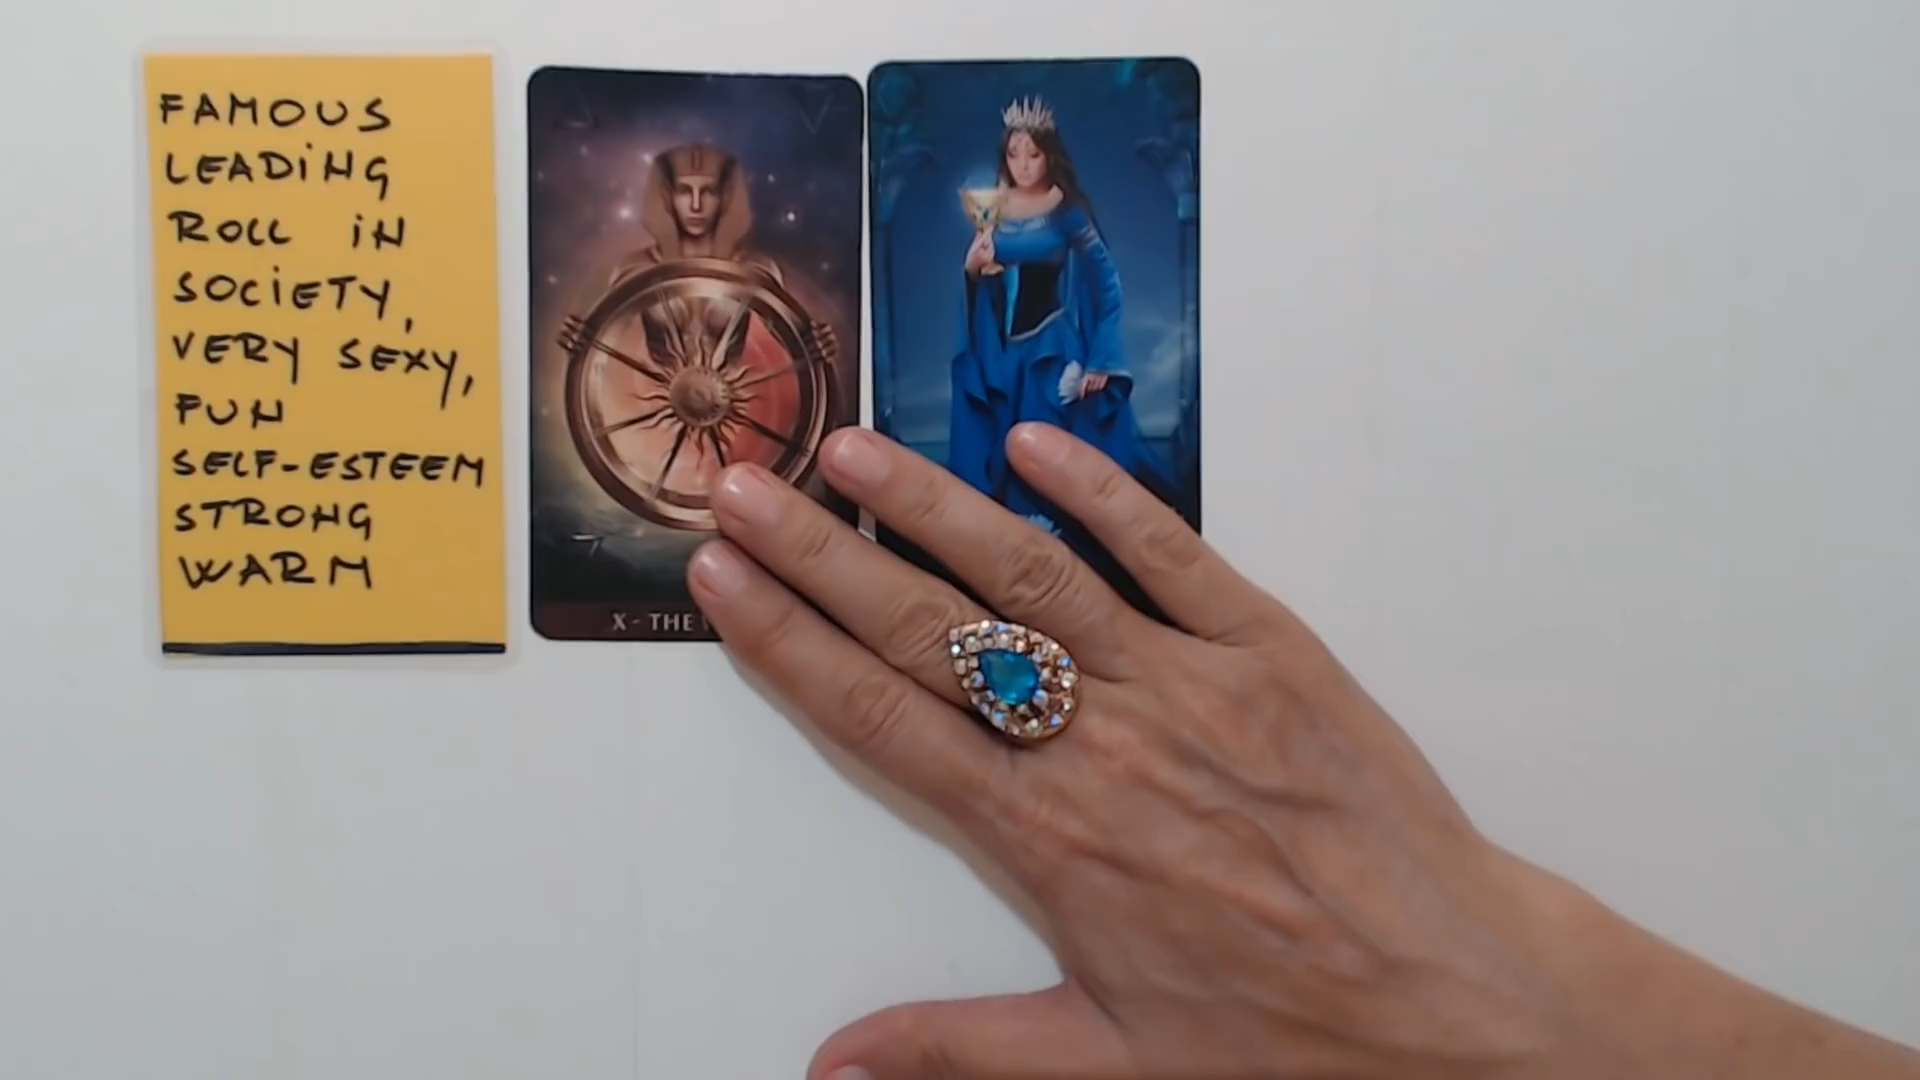 FAMOUS
LEADiNG
ROLL iN
SOCiETY,
VERY SEXY,
FUN
SELF-ESTEEM
STRONG
WARM
X - THE